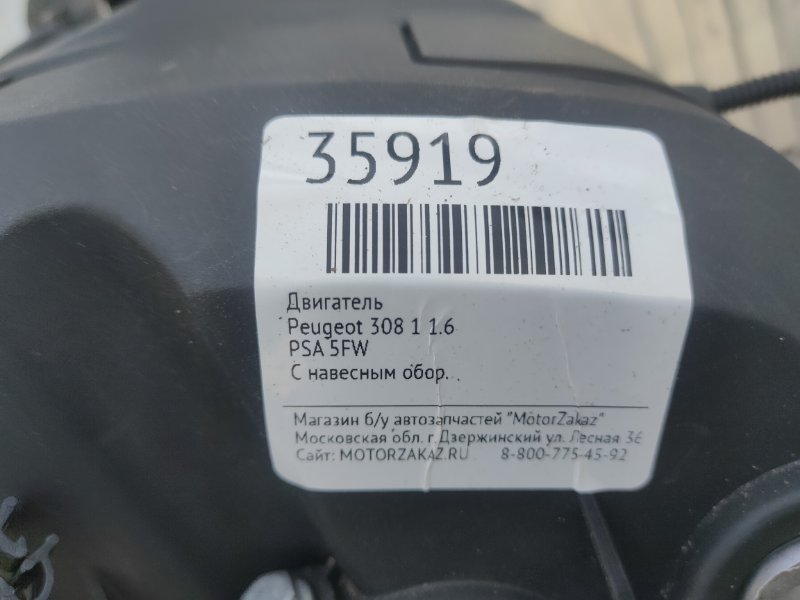 35919
Двигатель
Peugeot 308 1 1.6
PSA 5FW
С навесным обор.
Магазин б/у автозапчастей "MotorZakaz"
Московская обл. г.Дзержинский ул. Лесная 36
Сайт: MOTORZAKAZ.RU 8-800-775-45-92